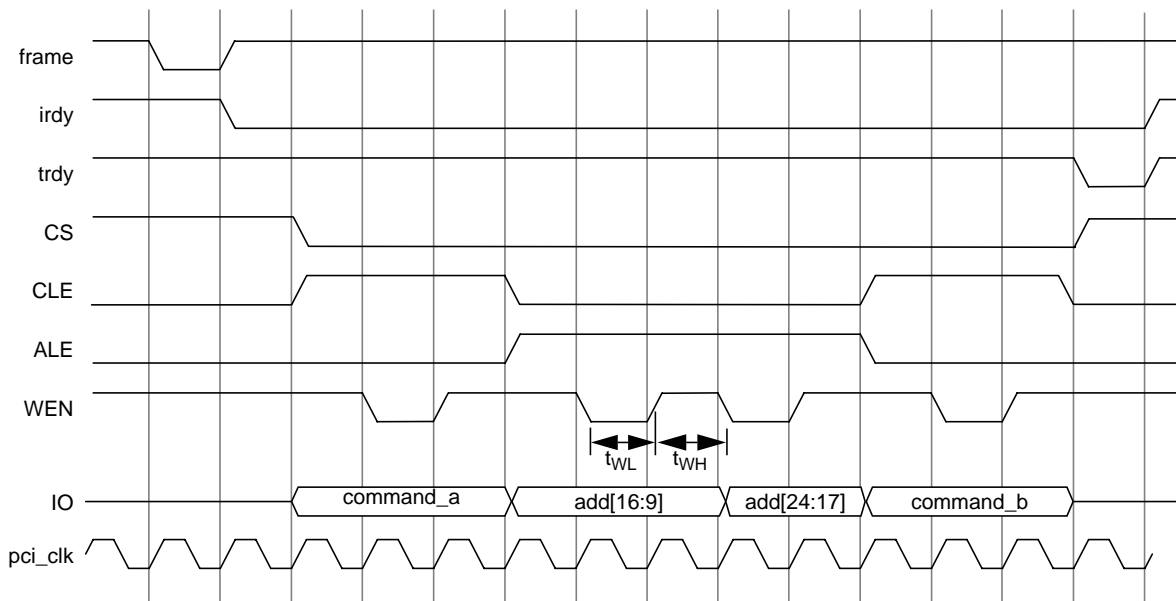 frame
irdy
trdy
CS
CLE
ALE
WEN
tWL tWH
IO command_a add[16:9] add[24:17] command_b
pci_clk